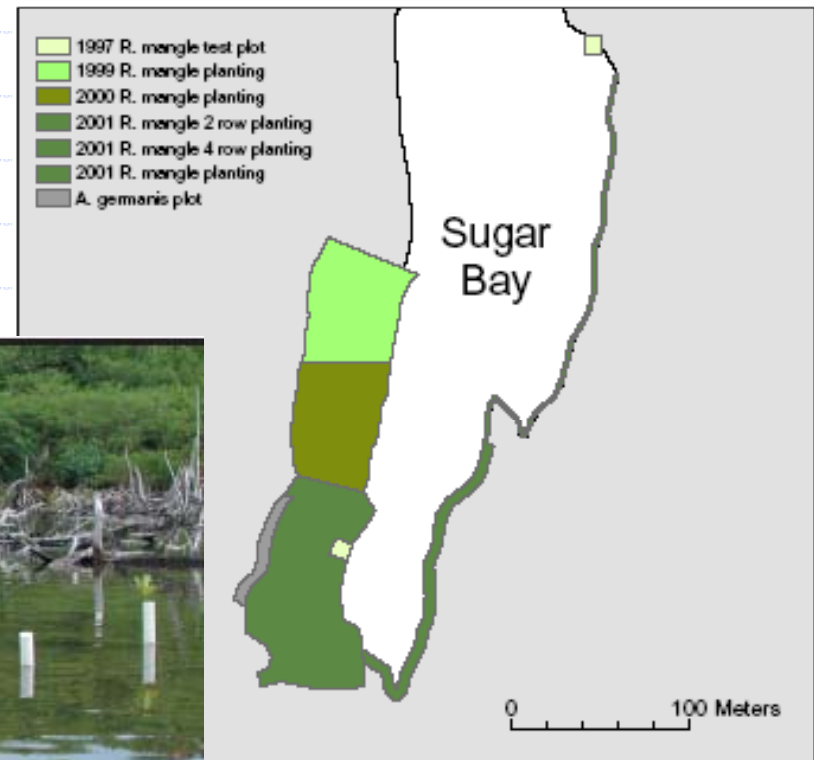 1997 R. mangle test plot
1999 R. mangle planting
2000 R. mangle planting
2001 R. mangle 2 row planting
2001 R. mangle 4 row planting
2001 R. mangle planting
A. germanis plot
Sugar
Bay
0 100 Meters